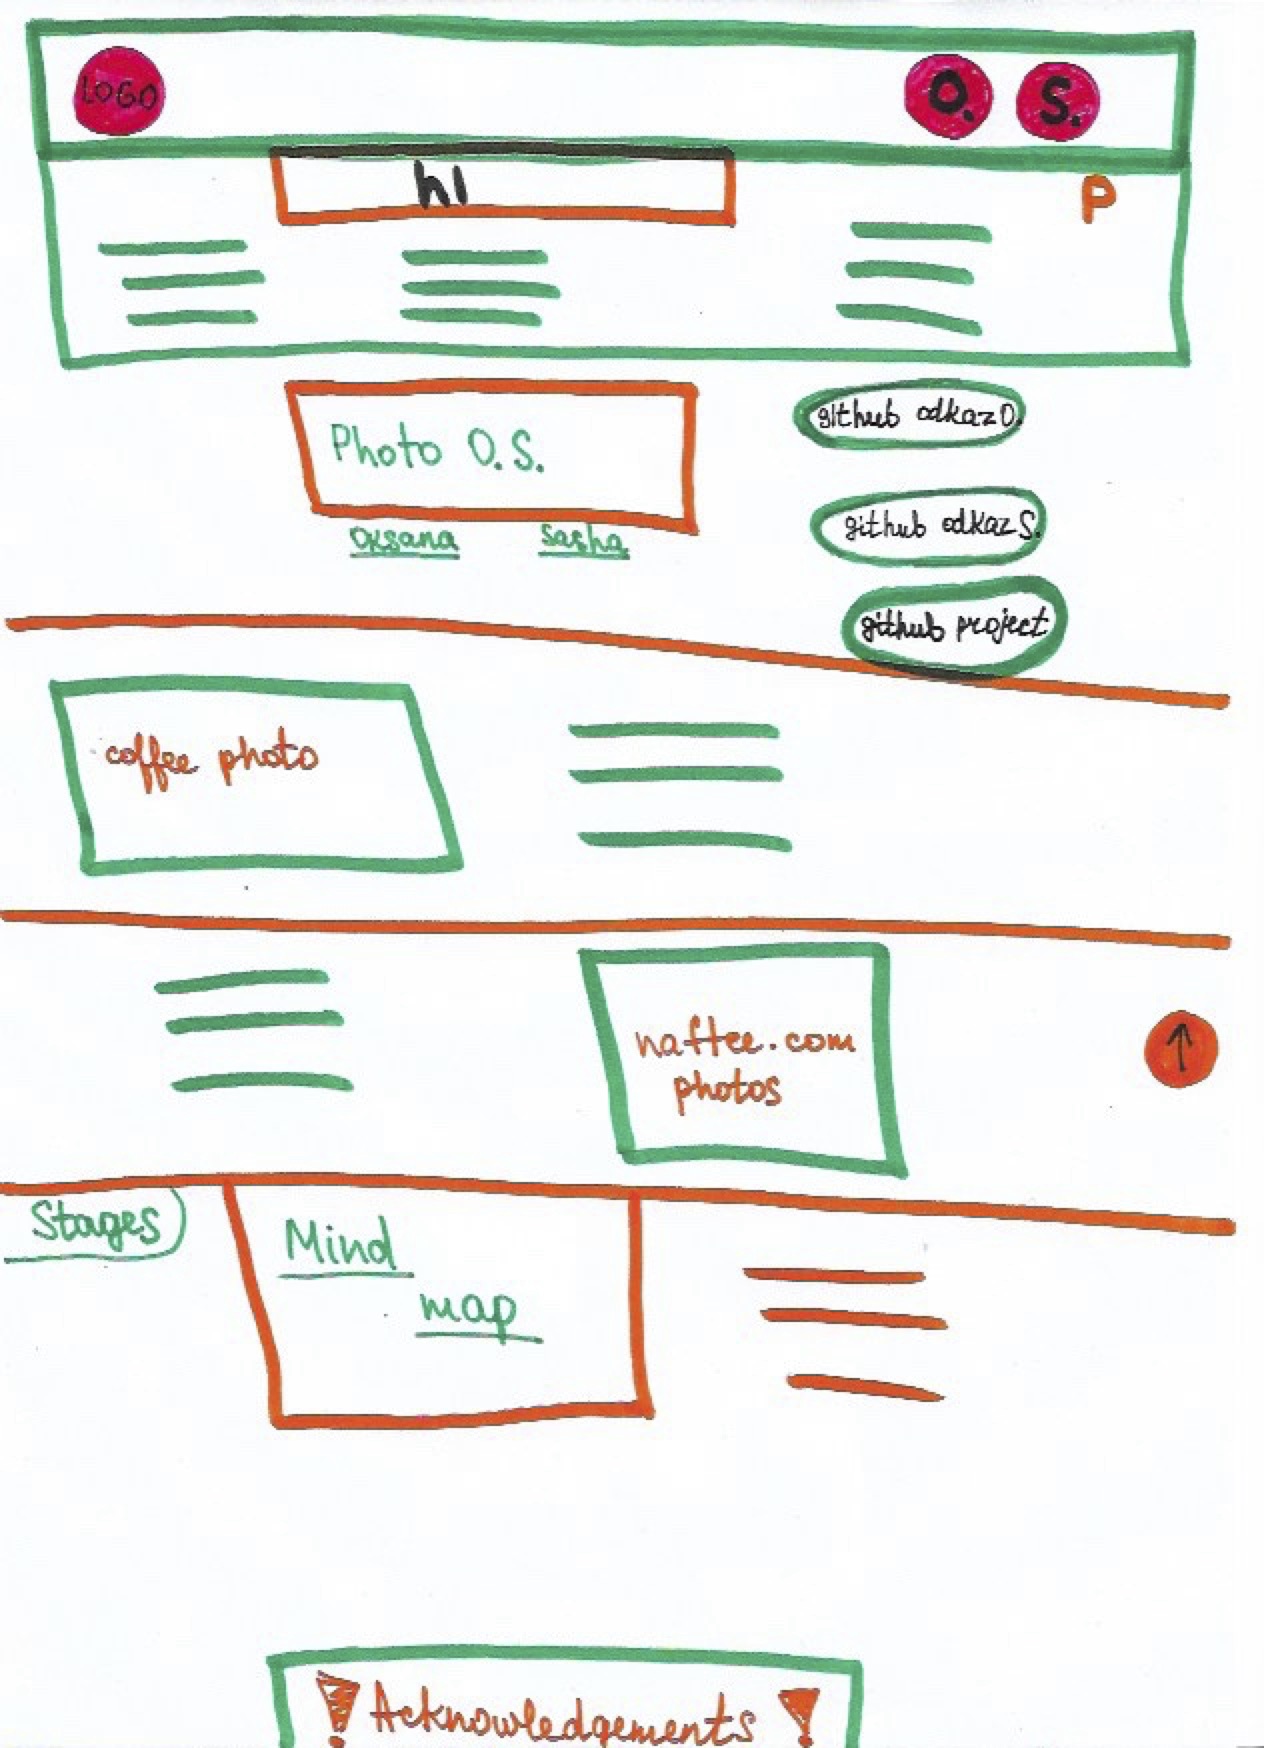 LOGO
O.
S.
h1
P
Photo O.S.
github odkaz O.
Oksana
Sasha
github odkaz S.
github project
coffee photo
naftee.com
photos
Stages
Mind
map
! Acknowledgements !